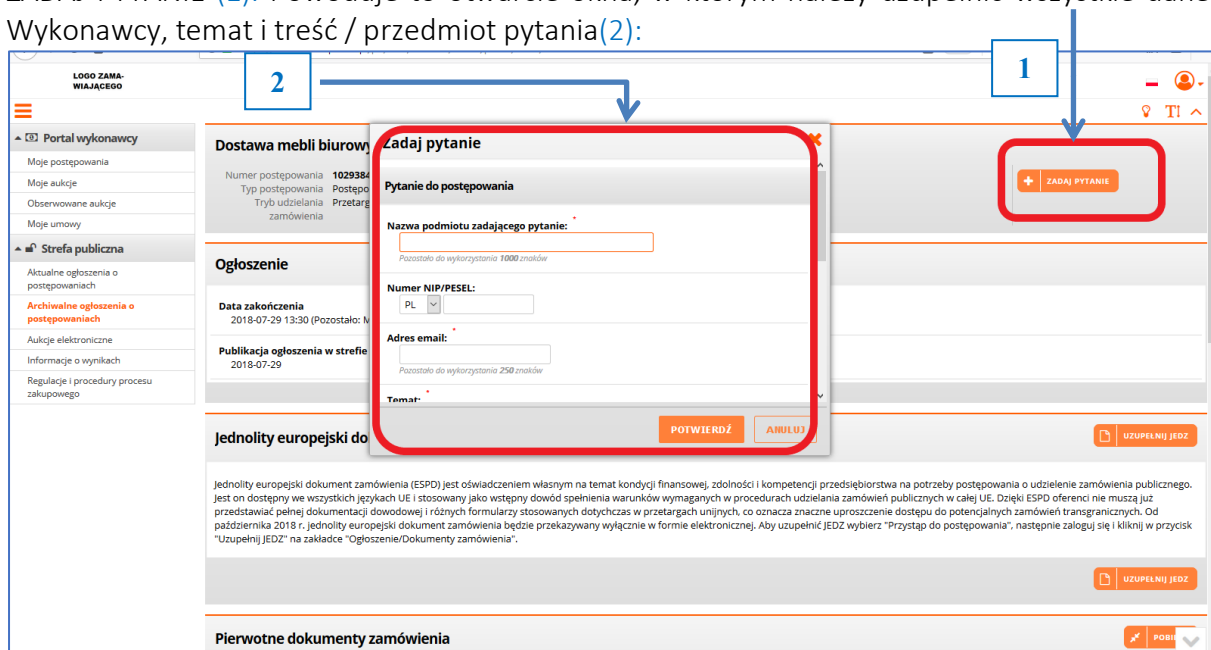 Wykonawcy, temat i treść / przedmiot pytania(2):
LOGO ZAMA-
WIAJĄCEGO
2
1
TI
Portal wykonawcy
Moje postępowania
Moje aukcje
Obserwowane aukcje
Moje umowy
Strefa publiczna
Aktualne ogłoszenia o
postępowaniach
Archiwalne ogłoszenia o
postępowaniach
Aukcje elektroniczne
Informacje o wynikach
Regulacje i procedury procesu
zakupowego
Dostawa mebli biurowy
Numer postępowania 1029384
Typ postępowania Postępo
Tryb udzielania Przetarg
zamówienia
ZADAJ PYTANIE
Zadaj pytanie
Pytanie do postępowania
Nazwa podmiotu zadającego pytanie: *
Pozostało do wykorzystania 1000 znaków
Numer NIP/PESEL:
PL
Adres email: *
Pozostało do wykorzystania 250 znaków
Temat: *
POTWIERDŹ
ANULUJ
Ogłoszenie
Data zakończenia
2018-07-29 13:30 (Pozostało: M
Publikacja ogłoszenia w strefie
2018-07-29
Jednolity europejski do
UZUPEŁNIJ JEDZ
Jednolity europejski dokument zamówienia (ESPD) jest oświadczeniem własnym na temat kondycji finansowej, zdolności i kompetencji przedsiębiorstwa na potrzeby postępowania o udzielenie zamówienia publicznego.
Jest on dostępny we wszystkich językach UE i stosowany jako wstępny dowód spełnienia warunków wymaganych w procedurach udzielania zamówień publicznych w całej UE. Dzięki ESPD oferenci nie muszą już
przedstawiać pełnej dokumentacji dowodowej i różnych formularzy stosowanych dotychczas w przetargach unijnych, co oznacza znaczne uproszczenie dostępu do potencjalnych zamówień transgranicznych. Od
października 2018 r. jednolity europejski dokument zamówienia będzie przekazywany wyłącznie w formie elektronicznej. Aby uzupełnić JEDZ wybierz "Przystąp do postępowania", następnie zaloguj się i kliknij w przycisk
"Uzupełnij JEDZ" na zakładce "Ogłoszenie/Dokumenty zamówienia".
UZUPEŁNIJ JEDZ
Pierwotne dokumenty zamówienia
POBI